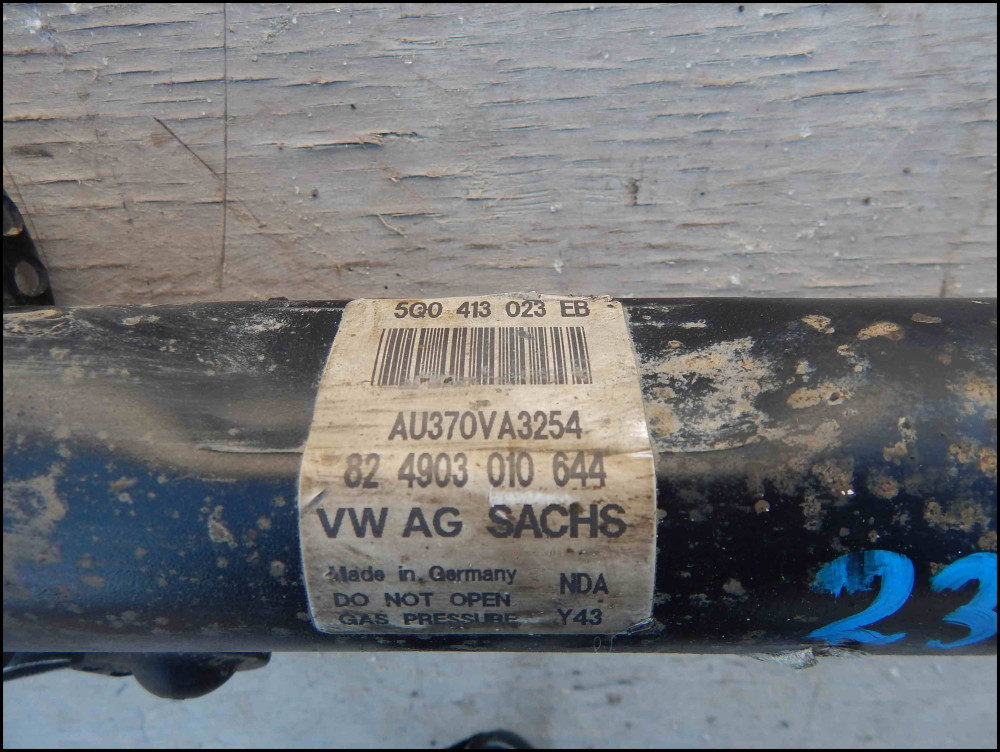 5Q0 413 023 EB
AU370VA3254
82 4903 010 644
VW AG SACHS
Made in Germany NDA
DO NOT OPEN
GAS PRESSURE Y43
23